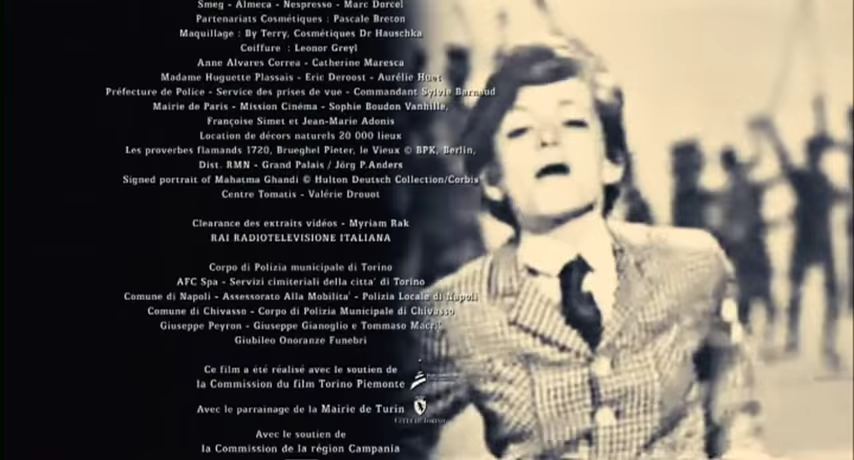 Smeg - Almeca - Nespresso - Marc Dorcel
Partenariats Cosmétiques : Pascale Breton
Maquillage : By Terry, Cosmétiques Dr Hauschka
Coiffure : Leonor Greyl
Anne Alvares Correa - Catherine Maresca
Madame Huguette Plassais - Eric Deroost - Aurélie Huet
Préfecture de Police - Service des prises de vue - Commandant Sylvie Barnaud
Mairie de Paris - Mission Cinéma - Sophie Boudon Vanhille,
Françoise Simet et Jean-Marie Adonis
Location de décors naturels 20 000 lieux
Les proverbes flamands 1720, Brueghel Pieter, le Vieux © BPK, Berlin,
Dist. RMN - Grand Palais / Jörg P.Anders
Signed portrait of Mahatma Ghandi © Hulton Deutsch Collection/Corbis
Centre Tomatis - Valérie Drouot
Clearance des extraits vidéos - Myriam Rak
RAI RADIOTELEVISIONE ITALIANA
Corpo di Polizia municipale di Torino
AFC Spa - Servizi cimiteriali della citta' di Torino
Comune di Napoli - Assessorato Alla Mobilita' - Polizia Locale di Napoli
Comune di Chivasso - Corpo di Polizia Municipale di Chivasso
Giuseppe Peyron - Giuseppe Gianoglio e Tommaso Macrì
Giubileo Onoranze Funebri
Ce film a été réalisé avec le soutien de
la Commission du film Torino Piemonte
Avec le parrainage de la Mairie de Turin
Avec le soutien de
la Commission de la région Campania